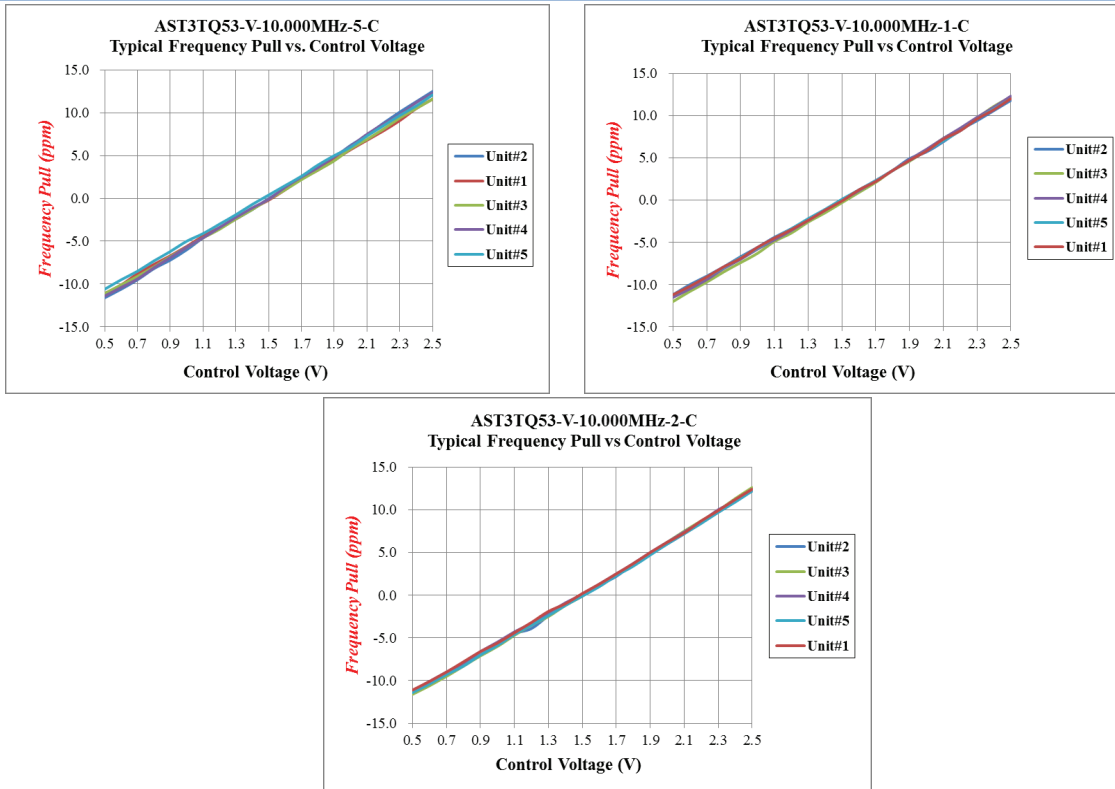 AST3TQ53-V-10.000MHz-5-C
Typical Frequency Pull vs. Control Voltage
15.0
10.0
5.0
0.0
-5.0
-10.0
-15.0
Frequency Pull (ppm)
0.5 0.7 0.9 1.1 1.3 1.5 1.7 1.9 2.1 2.3 2.5
Control Voltage (V)
Unit#2
Unit#1
Unit#3
Unit#4
Unit#5
AST3TQ53-V-10.000MHz-1-C
Typical Frequency Pull vs Control Voltage
15.0
10.0
5.0
0.0
-5.0
-10.0
-15.0
Frequency Pull (ppm)
0.5 0.7 0.9 1.1 1.3 1.5 1.7 1.9 2.1 2.3 2.5
Control Voltage (V)
Unit#2
Unit#3
Unit#4
Unit#5
Unit#1
AST3TQ53-V-10.000MHz-2-C
Typical Frequency Pull vs Control Voltage
15.0
10.0
5.0
0.0
-5.0
-10.0
-15.0
Frequency Pull (ppm)
0.5 0.7 0.9 1.1 1.3 1.5 1.7 1.9 2.1 2.3 2.5
Control Voltage (V)
Unit#2
Unit#3
Unit#4
Unit#5
Unit#1